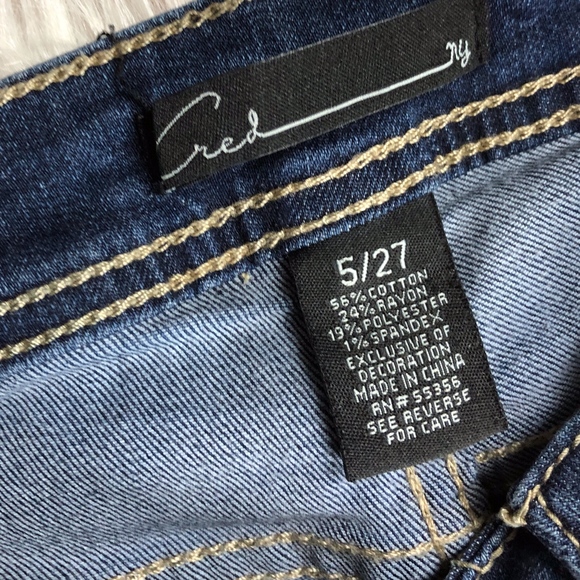 Cred ny
5/27
56% COTTON
24% RAYON
19% POLYESTER
1% SPANDEX
EXCLUSIVE OF
DECORATION
MADE IN CHINA
RN# 55356
SEE REVERSE
FOR CARE